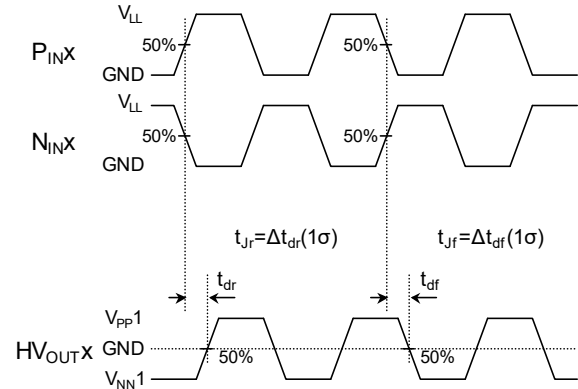 V_LL
50%
50%
P_INx
GND
V_LL
50%
50%
N_INx
GND
t_Jr=Δt_dr(1σ)
t_Jf=Δt_df(1σ)
t_dr
t_df
V_PP1
HV_OUTx
GND
50%
50%
V_NN1